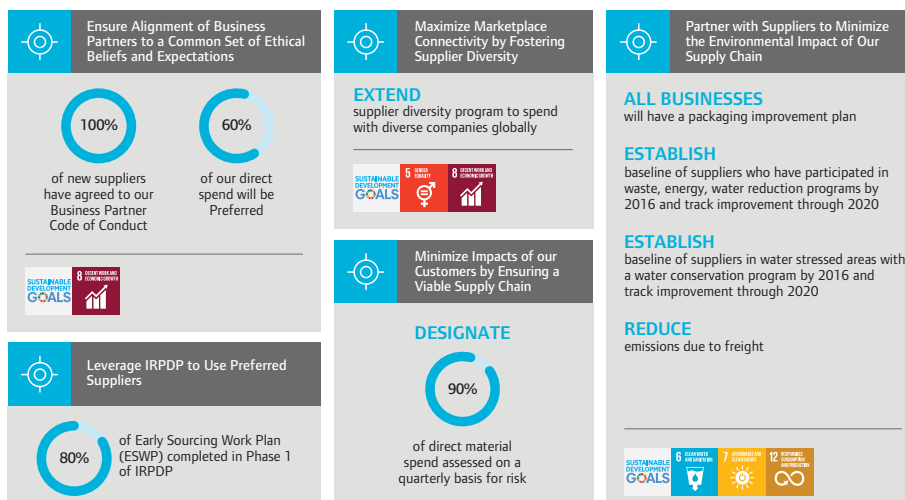 Ensure Alignment of Business
Partners to a Common Set of Ethical
Beliefs and Expectations
100%
of new suppliers
have agreed to our
Business Partner
Code of Conduct
60%
of our direct
spend will be
Preferred
SUSTAINABLE
DEVELOPMENT
GOALS
8 DECENT WORK AND
ECONOMIC GROWTH
Leverage IRPDP to Use Preferred
Suppliers
80%
of Early Sourcing Work Plan
(ESWP) completed in Phase 1
of IRPDP
Maximize Marketplace
Connectivity by Fostering
Supplier Diversity
EXTEND
supplier diversity program to spend
with diverse companies globally
SUSTAINABLE
DEVELOPMENT
GOALS
5 GENDER
EQUALITY
8 DECENT WORK AND
ECONOMIC GROWTH
Minimize Impacts of our
Customers by Ensuring a
Viable Supply Chain
DESIGNATE
90%
of direct material
spend assessed on a
quarterly basis for risk
Partner with Suppliers to Minimize
the Environmental Impact of Our
Supply Chain
ALL BUSINESSES
will have a packaging improvement plan
ESTABLISH
baseline of suppliers who have participated in
waste, energy, water reduction programs by
2016 and track improvement through 2020
ESTABLISH
baseline of suppliers in water stressed areas with
a water conservation program by 2016 and
track improvement through 2020
REDUCE
emissions due to freight
SUSTAINABLE
DEVELOPMENT
GOALS
6 CLEAN WATER
AND SANITATION
7 AFFORDABLE AND
CLEAN ENERGY
12 RESPONSIBLE
CONSUMPTION
AND PRODUCTION